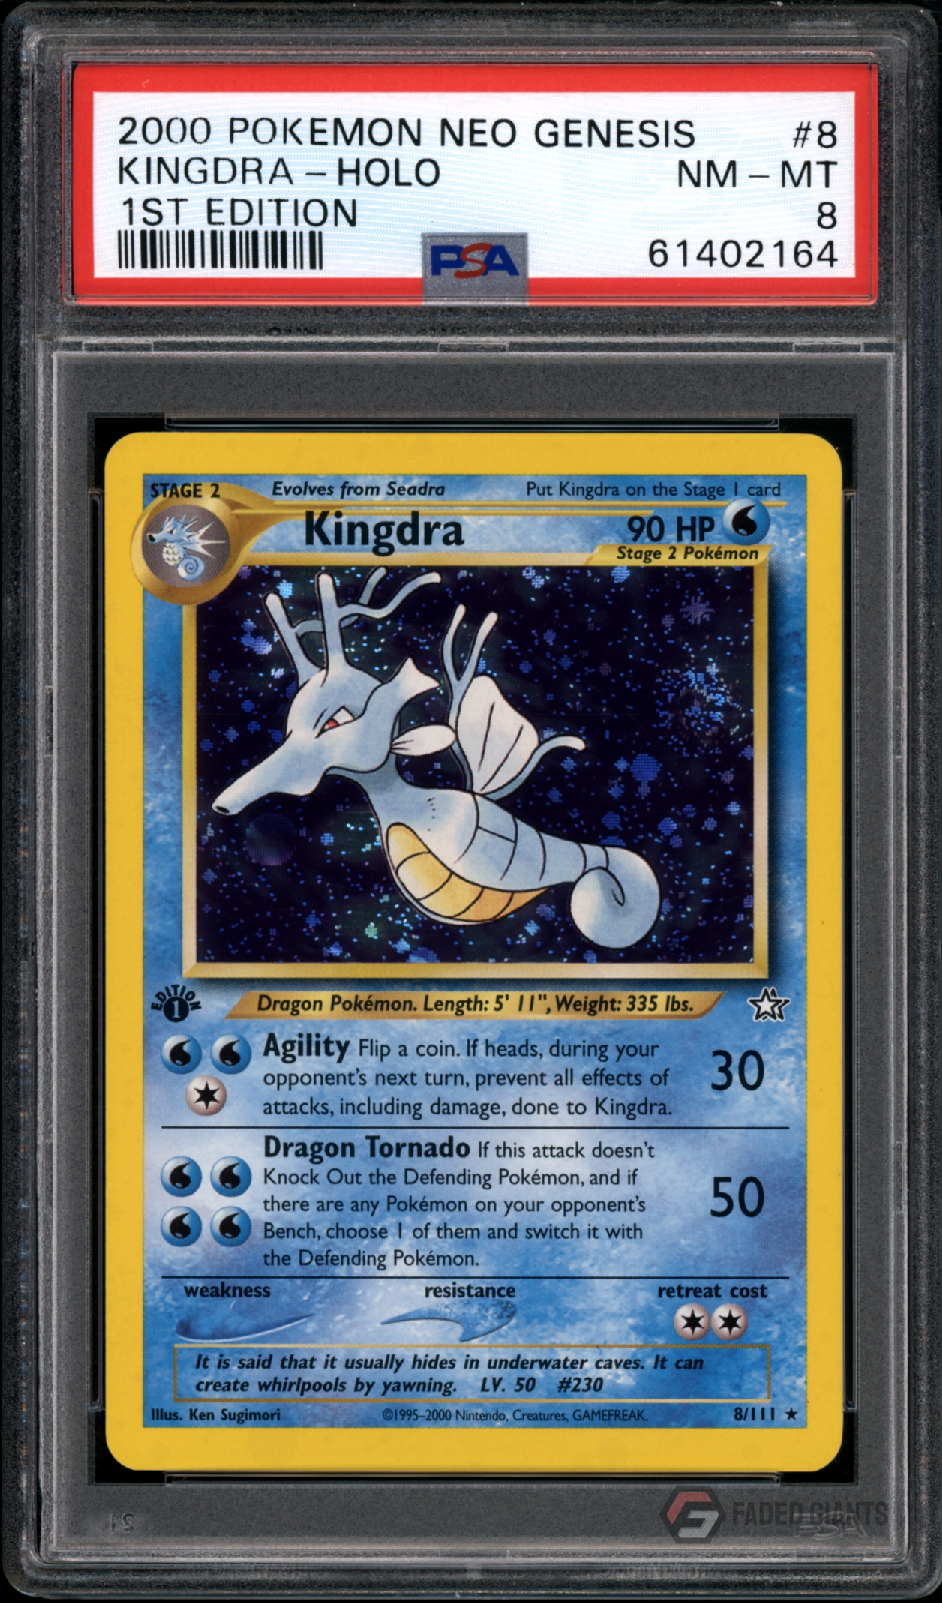 2000 POKEMON NEO GENESIS #8
KINGDRA - HOLO NM - MT
1ST EDITION 8
PSA 61402164
STAGE 2 Evolves from Seadra Put Kingdra on the Stage 1 card
Kingdra 90 HP
Stage 2 Pokémon
EDITION 1
Dragon Pokémon. Length: 5' 11", Weight: 335 lbs.
Agility Flip a coin. If heads, during your
opponent's next turn, prevent all effects of
attacks, including damage, done to Kingdra.
30
Dragon Tornado If this attack doesn't
Knock Out the Defending Pokémon, and if
there are any Pokémon on your opponent's
Bench, choose 1 of them and switch it with
the Defending Pokémon.
50
weakness resistance retreat cost
It is said that it usually hides in underwater caves. It can
create whirlpools by yawning. LV. 50 #230
Illus. Ken Sugimori ©1995-2000 Nintendo, Creatures, GAMEFREAK. 8/111 ★
FADED GIANTS